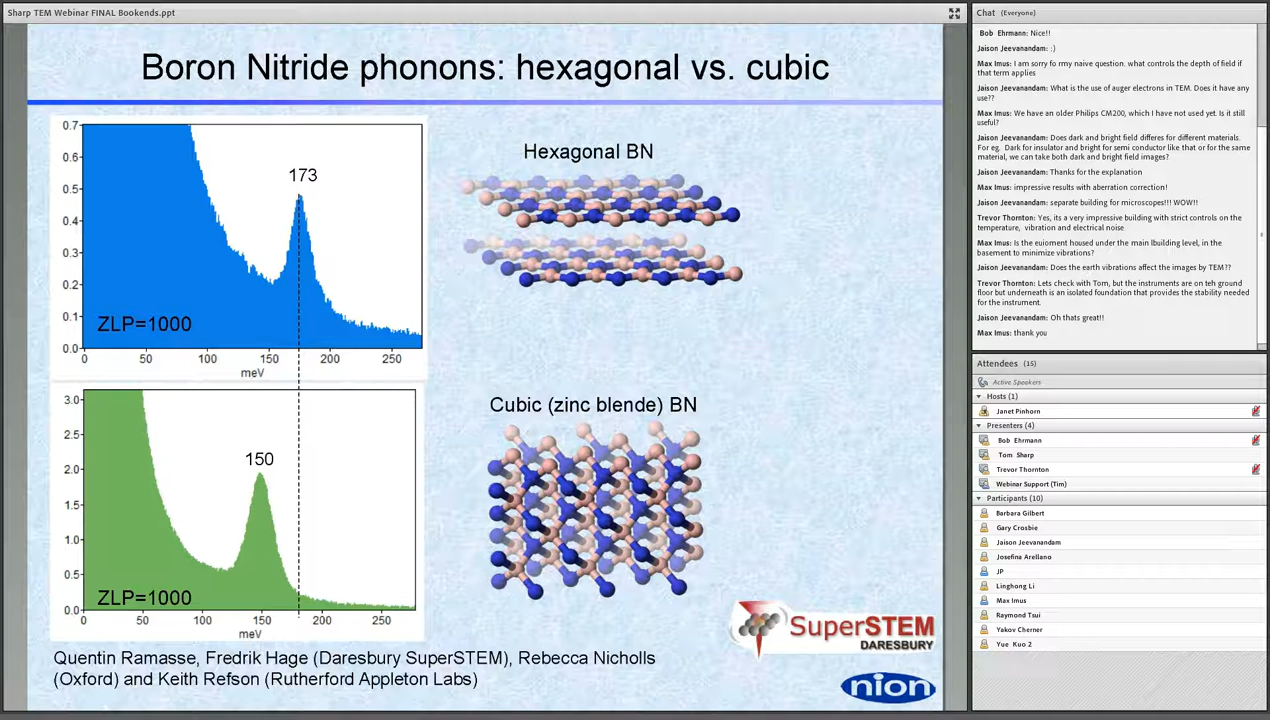 Sharp TEM Webinar FINAL Bookends.ppt
Boron Nitride phonons: hexagonal vs. cubic
0.7
0.6
0.5
0.4
0.3
0.2
0.1
0.0
173
ZLP=1000
0 50 100 150 200 250
meV
Hexagonal BN
3.0
2.5
2.0
1.5
1.0
0.5
0.0
150
ZLP=1000
0 50 100 150 200 250
meV
Cubic (zinc blende) BN
SuperSTEM
DARESBURY
Quentin Ramasse, Fredrik Hage (Daresbury SuperSTEM), Rebecca Nicholls
(Oxford) and Keith Refson (Rutherford Appleton Labs)
nion
Chat (Everyone)
Bob Ehrmann: Nice!!
Jaison Jeevanandam: :)
Max Imus: I am sorry fo rmy naive question. what controls the depth of field if
that term applies
Jaison Jeevanandam: What is the use of auger electrons in TEM. Does it have any
use??
Max Imus: We have an older Philips CM200, which I have not used yet. Is it still
useful?
Jaison Jeevanandam: Does dark and bright field differes for different materials.
For eg. Dark for insulator and bright for semi conductor like that or for the same
material, we can take both dark and bright field images?
Jaison Jeevanandam: Thanks for the explanation
Max Imus: impressive results with aberration correction!
Jaison Jeevanandam: separate building for microscopes!!! WOW!!
Trevor Thornton: Yes, its a very impressive building with strict controls on the
temperature, vibration and electrical noise
Max Imus: Is the euioment housed under the main lbuilding level, in the
basement to minimize vibrations?
Jaison Jeevanandam: Does the earth vibrations affect the images by TEM??
Trevor Thornton: Lets check with Tom, but the instruments are on teh ground
floor but underneath is an isolated foundation that provides the stability needed
for the instrument.
Jaison Jeevanandam: Oh thats great!!
Max Imus: thank you
Attendees (15)
Active Speakers
Hosts (1)
Janet Pinhorn
Presenters (4)
Bob Ehrmann
Tom Sharp
Trevor Thornton
Webinar Support (Tim)
Participants (10)
Barbara Gilbert
Gary Crosbie
Jaison Jeevanandam
Josefina Arellano
JP
Linghong Li
Max Imus
Raymond Tsui
Yakov Cherner
Yue Kuo 2